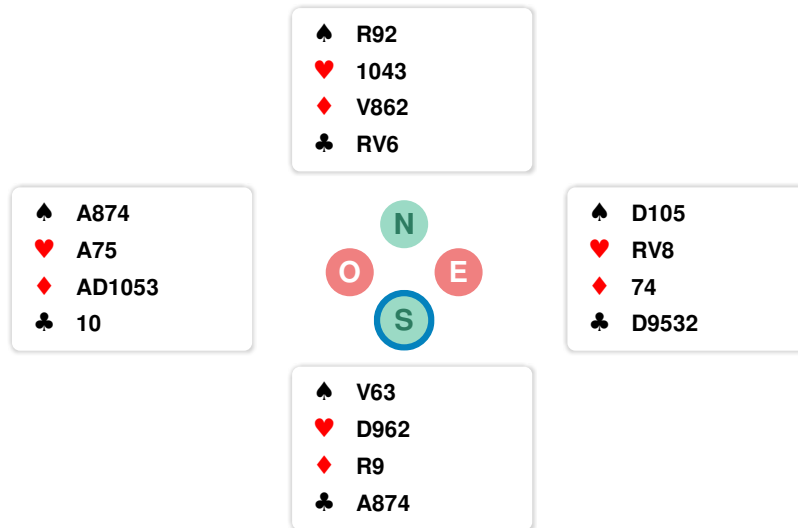 ♠ R92
♥ 1043
♦ V862
♣ RV6
♠ A874
♥ A75
♦ AD1053
♣ 10
N
O E
S
♠ D105
♥ RV8
♦ 74
♣ D9532
♠ V63
♥ D962
♦ R9
♣ A874